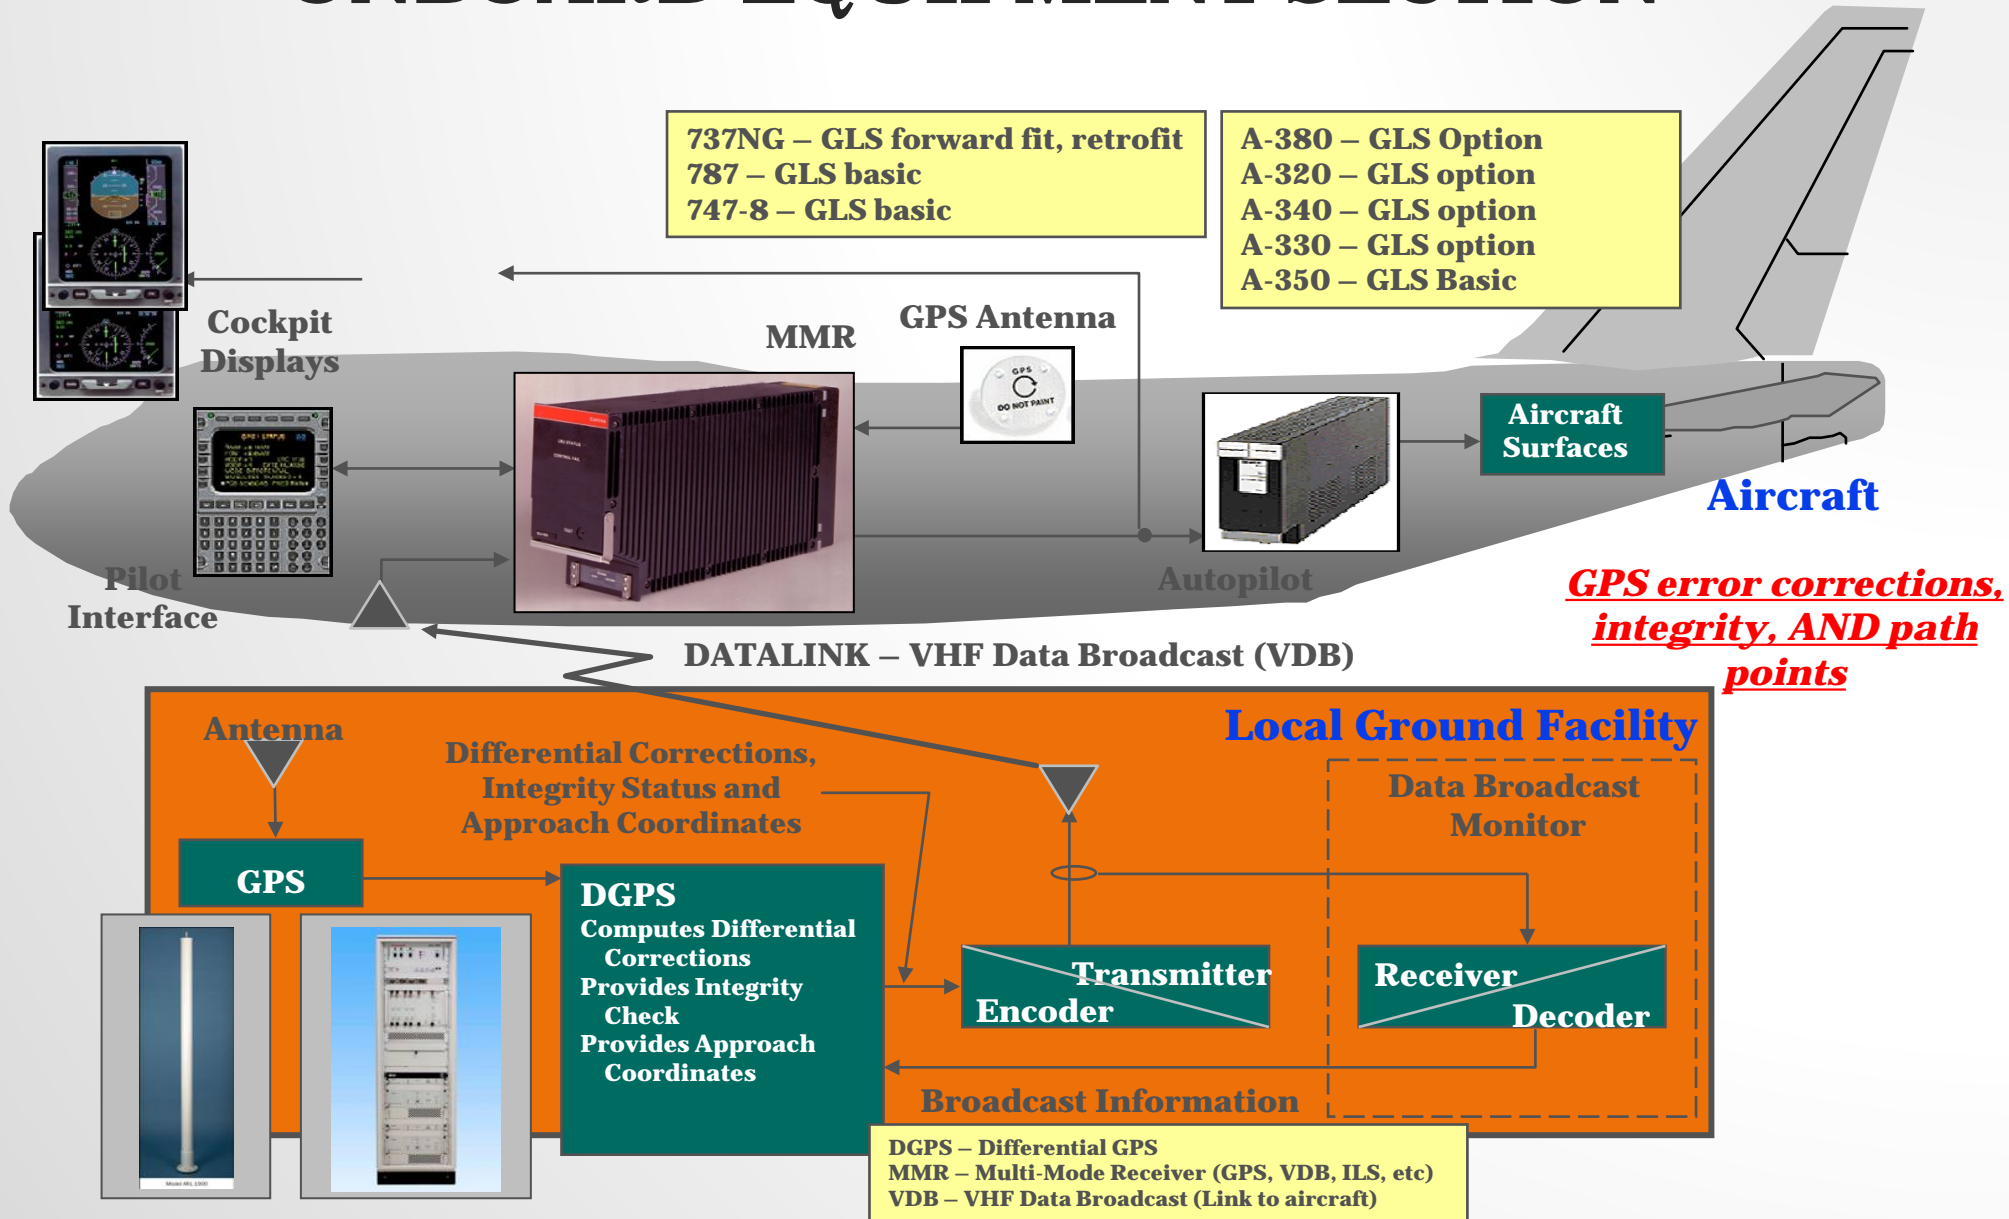 ONBOARD EQUIPMENT SECTION
737NG – GLS forward fit, retrofit
787 – GLS basic
747-8 – GLS basic
A-380 – GLS Option
A-320 – GLS option
A-340 – GLS option
A-330 – GLS option
A-350 – GLS Basic
Cockpit
Displays
MMR
GPS Antenna
GPS
DO NOT PAINT
Aircraft
Surfaces
Aircraft
Pilot
Interface
Autopilot
GPS error corrections,
integrity, AND path
points
DATALINK – VHF Data Broadcast (VDB)
Local Ground Facility
Antenna
Differential Corrections,
Integrity Status and
Approach Coordinates
Data Broadcast
Monitor
GPS
DGPS
Computes Differential
Corrections
Provides Integrity
Check
Provides Approach
Coordinates
Transmitter
Encoder
Receiver
Decoder
Broadcast Information
DGPS – Differential GPS
MMR – Multi-Mode Receiver (GPS, VDB, ILS, etc)
VDB – VHF Data Broadcast (Link to aircraft)